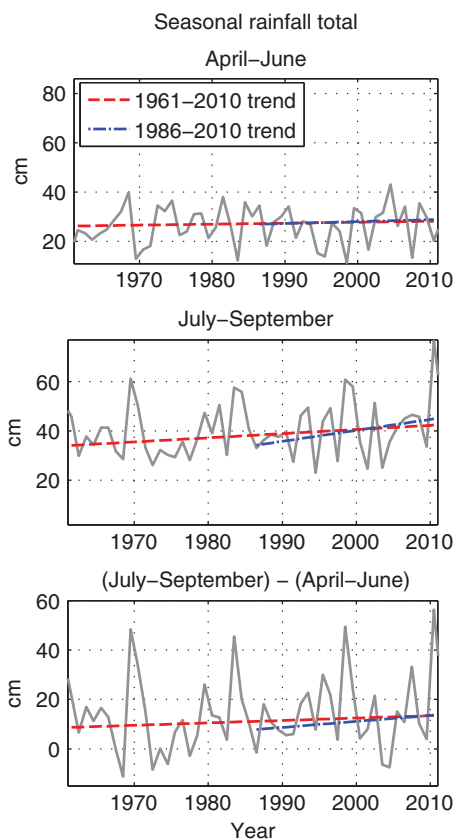 Seasonal rainfall total
April–June
80
60
40
20
cm
1961–2010 trend
1986–2010 trend
1970 1980 1990 2000 2010
July–September
60
40
20
cm
1970 1980 1990 2000 2010
(July–September) – (April–June)
60
40
20
0
cm
1970 1980 1990 2000 2010
Year